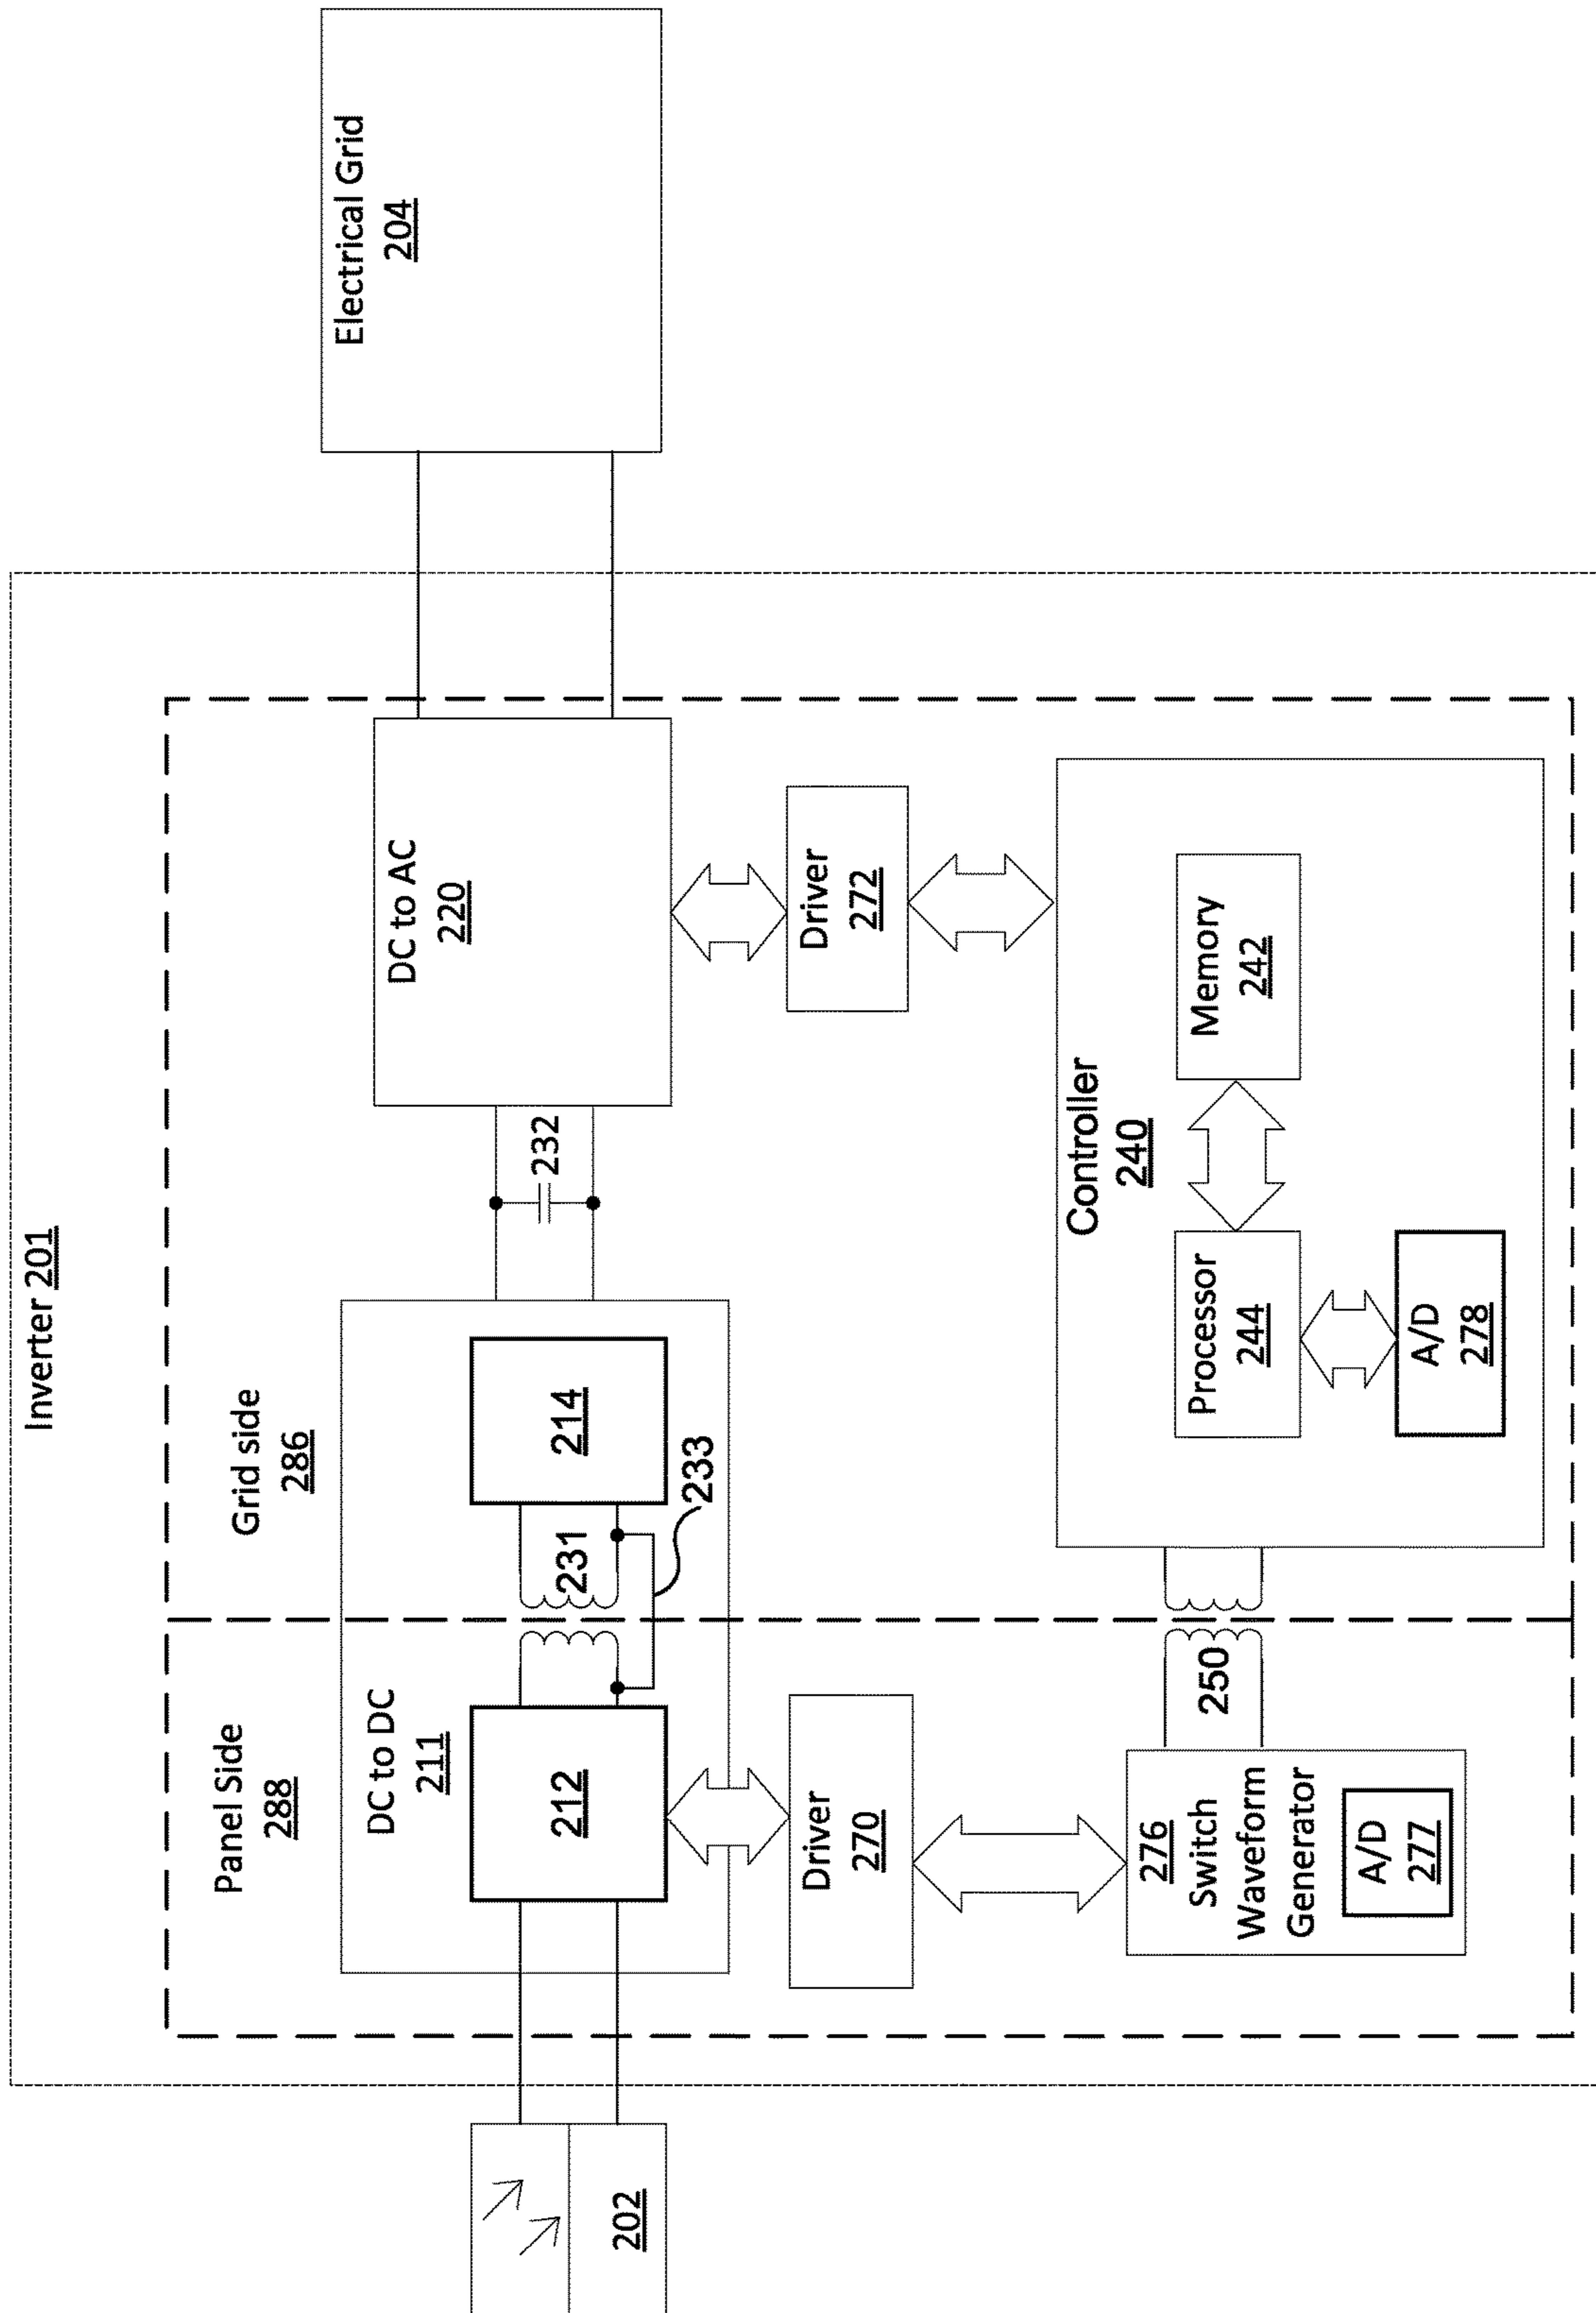 Inverter 201
Panel Side
288
Grid side
286
DC to DC
211
212
231
214
233
232
DC to AC
220
Electrical Grid
204
202
Driver
270
Driver
272
276
Switch
Waveform
Generator
A/D
277
250
Controller
240
Processor
244
Memory
242
A/D
278